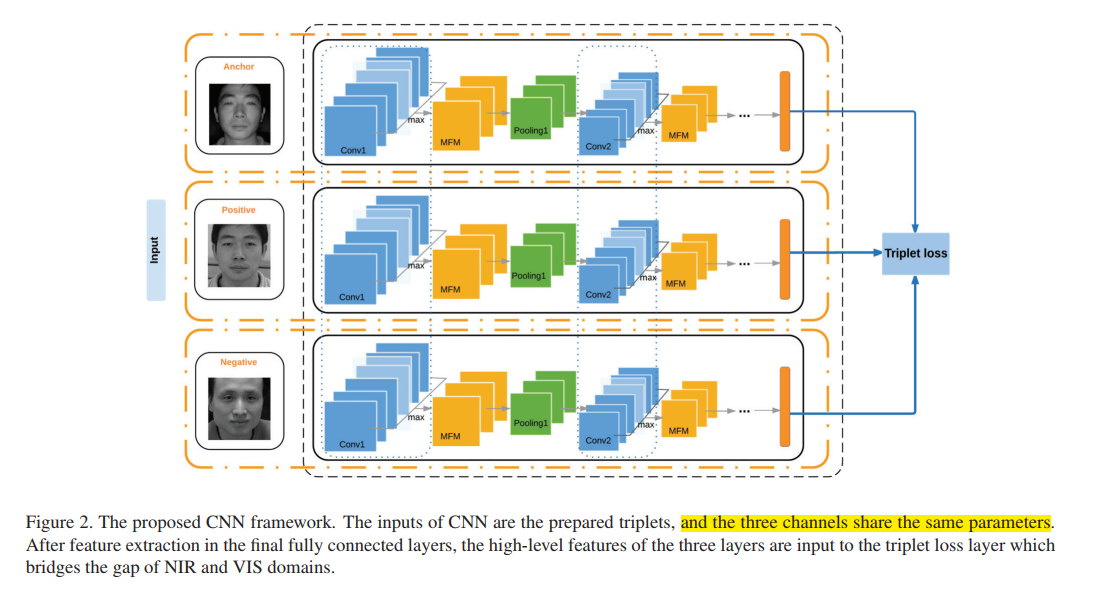 Input
Anchor
Conv1
max
MFM
Pooling1
Conv2
max
MFM
...
Positive
Conv1
max
MFM
Pooling1
Conv2
max
MFM
...
Negative
Conv1
max
MFM
Pooling1
Conv2
max
MFM
...
Triplet loss
Figure 2. The proposed CNN framework. The inputs of CNN are the prepared triplets, and the three channels share the same parameters.
After feature extraction in the final fully connected layers, the high-level features of the three layers are input to the triplet loss layer which
bridges the gap of NIR and VIS domains.